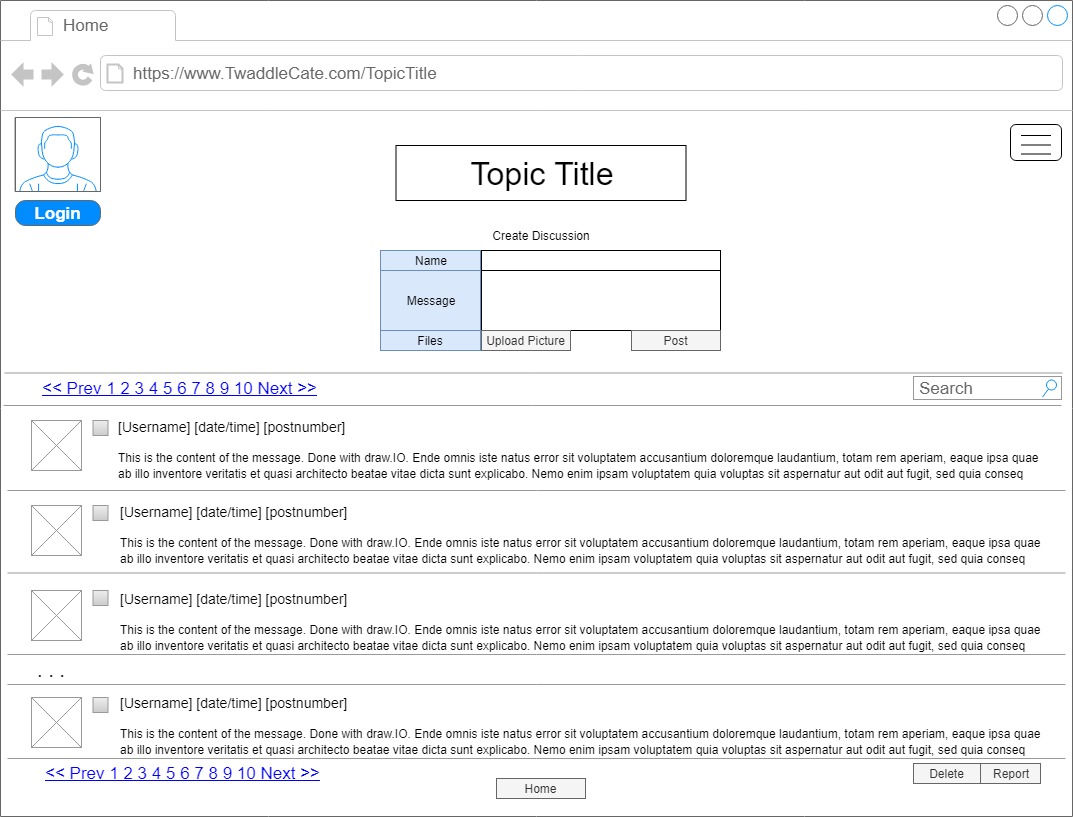 Home
https://www.TwaddleCate.com/TopicTitle
Login
Topic Title
Create Discussion
Name
Message
Files
Upload Picture
Post
<< Prev 1 2 3 4 5 6 7 8 9 10 Next >>
Search
[Username] [date/time] [postnumber]
This is the content of the message. Done with draw.IO. Ende omnis iste natus error sit voluptatem accusantium doloremque laudantium, totam rem aperiam, eaque ipsa quae
ab illo inventore veritatis et quasi architecto beatae vitae dicta sunt explicabo. Nemo enim ipsam voluptatem quia voluptas sit aspernatur aut odit aut fugit, sed quia conseq
[Username] [date/time] [postnumber]
This is the content of the message. Done with draw.IO. Ende omnis iste natus error sit voluptatem accusantium doloremque laudantium, totam rem aperiam, eaque ipsa quae
ab illo inventore veritatis et quasi architecto beatae vitae dicta sunt explicabo. Nemo enim ipsam voluptatem quia voluptas sit aspernatur aut odit aut fugit, sed quia conseq
[Username] [date/time] [postnumber]
This is the content of the message. Done with draw.IO. Ende omnis iste natus error sit voluptatem accusantium doloremque laudantium, totam rem aperiam, eaque ipsa quae
ab illo inventore veritatis et quasi architecto beatae vitae dicta sunt explicabo. Nemo enim ipsam voluptatem quia voluptas sit aspernatur aut odit aut fugit, sed quia conseq
. . .
[Username] [date/time] [postnumber]
This is the content of the message. Done with draw.IO. Ende omnis iste natus error sit voluptatem accusantium doloremque laudantium, totam rem aperiam, eaque ipsa quae
ab illo inventore veritatis et quasi architecto beatae vitae dicta sunt explicabo. Nemo enim ipsam voluptatem quia voluptas sit aspernatur aut odit aut fugit, sed quia conseq
<< Prev 1 2 3 4 5 6 7 8 9 10 Next >>
Delete
Report
Home